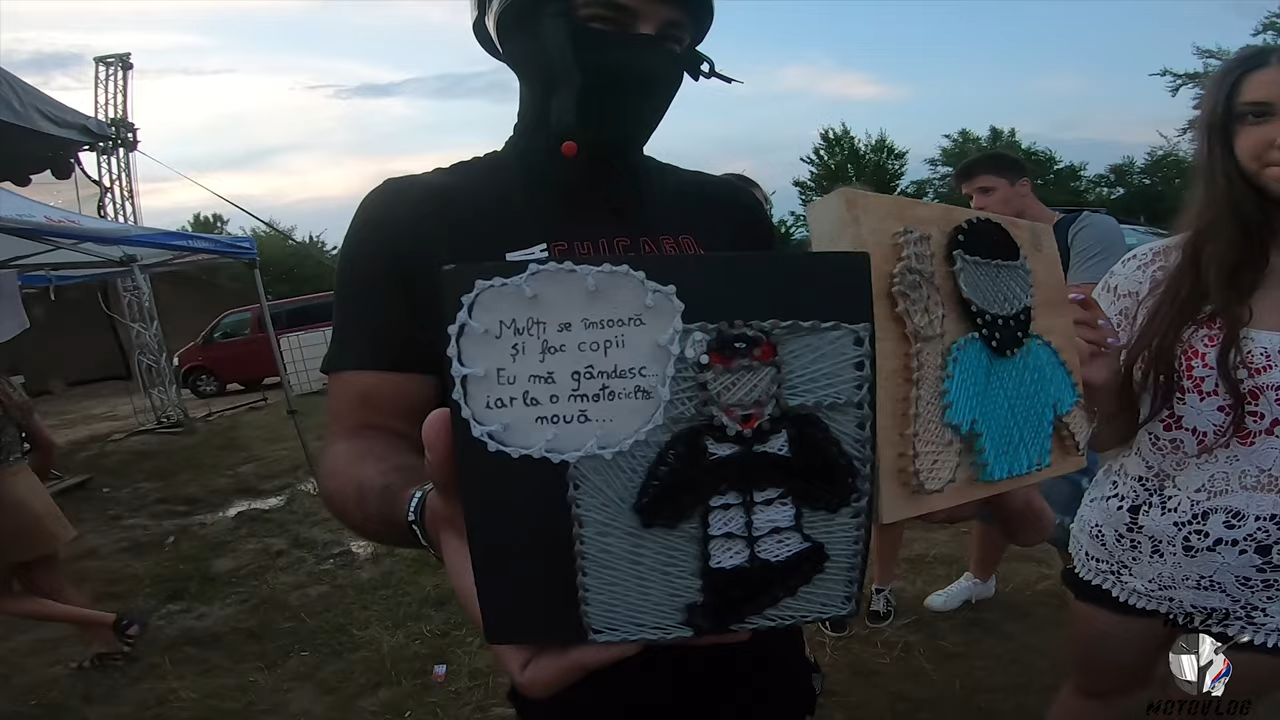 CHICAGO
Mulți se însoară
și fac copii
Eu mă gândesc...
iar la o motocicletă
nouă...
MOTOVLOG